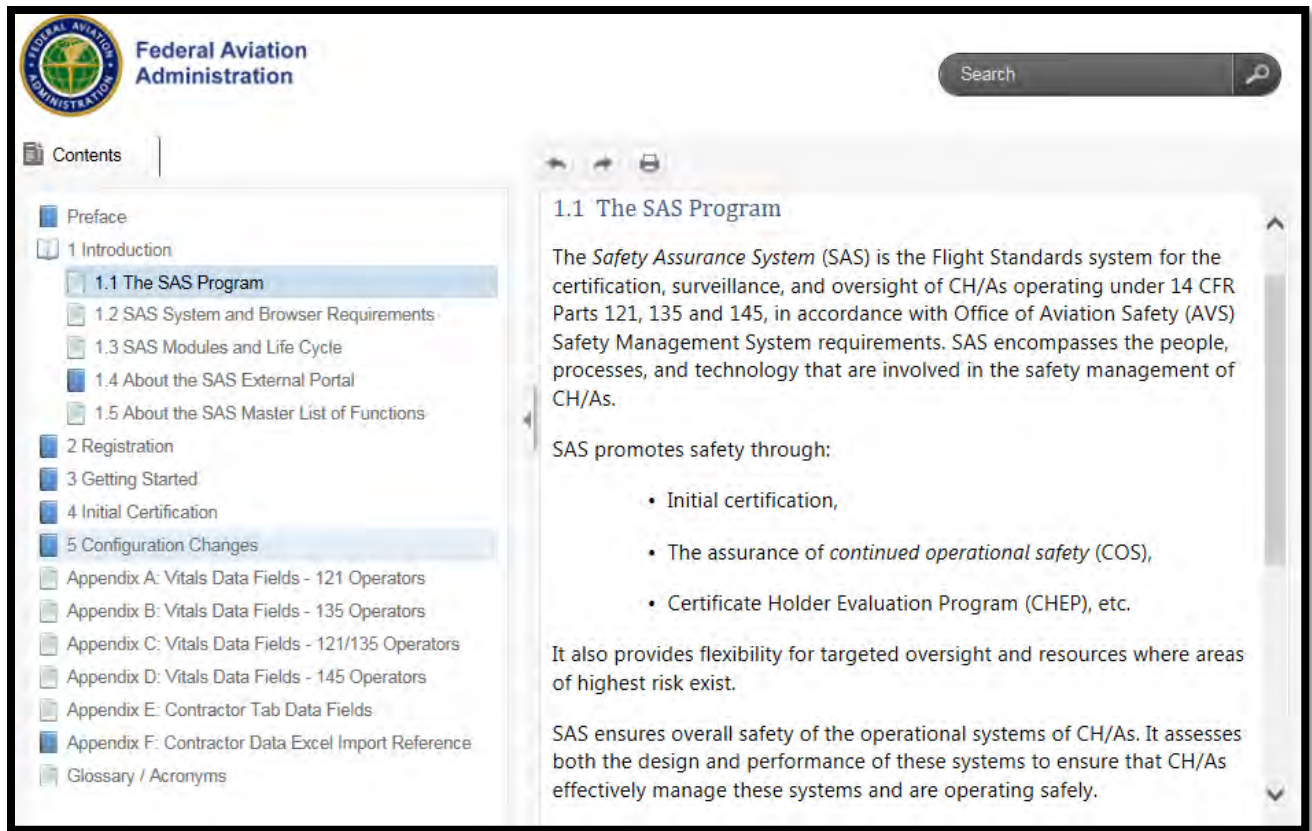 FEDERAL AVIATION
ADMINISTRATION
Federal Aviation
Administration
Search
Contents
Preface
1 Introduction
1.1 The SAS Program
1.2 SAS System and Browser Requirements
1.3 SAS Modules and Life Cycle
1.4 About the SAS External Portal
1.5 About the SAS Master List of Functions
2 Registration
3 Getting Started
4 Initial Certification
5 Configuration Changes
Appendix A: Vitals Data Fields - 121 Operators
Appendix B: Vitals Data Fields - 135 Operators
Appendix C: Vitals Data Fields - 121/135 Operators
Appendix D: Vitals Data Fields - 145 Operators
Appendix E: Contractor Tab Data Fields
Appendix F: Contractor Data Excel Import Reference
Glossary / Acronyms
1.1 The SAS Program
The Safety Assurance System (SAS) is the Flight Standards system for the
certification, surveillance, and oversight of CH/As operating under 14 CFR
Parts 121, 135 and 145, in accordance with Office of Aviation Safety (AVS)
Safety Management System requirements. SAS encompasses the people,
processes, and technology that are involved in the safety management of
CH/As.
SAS promotes safety through:
• Initial certification,
• The assurance of continued operational safety (COS),
• Certificate Holder Evaluation Program (CHEP), etc.
It also provides flexibility for targeted oversight and resources where areas
of highest risk exist.
SAS ensures overall safety of the operational systems of CH/As. It assesses
both the design and performance of these systems to ensure that CH/As
effectively manage these systems and are operating safely.